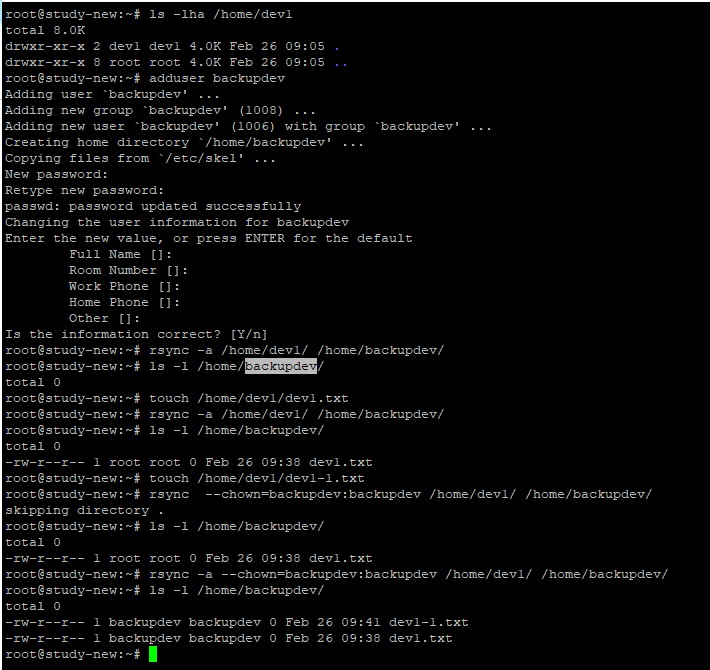 root@study-new:~# ls -lha /home/dev1
total 8.0K
drwxr-xr-x 2 dev1 dev1 4.0K Feb 26 09:05 .
drwxr-xr-x 8 root root 4.0K Feb 26 09:05 ..
root@study-new:~# adduser backupdev
Adding user `backupdev' ...
Adding new group `backupdev' (1008) ...
Adding new user `backupdev' (1006) with group `backupdev' ...
Creating home directory `/home/backupdev' ...
Copying files from `/etc/skel' ...
New password:
Retype new password:
passwd: password updated successfully
Changing the user information for backupdev
Enter the new value, or press ENTER for the default
        Full Name []:
        Room Number []:
        Work Phone []:
        Home Phone []:
        Other []:
Is the information correct? [Y/n]
root@study-new:~# rsync -a /home/dev1/ /home/backupdev/
root@study-new:~# ls -l /home/backupdev/
total 0
root@study-new:~# touch /home/dev1/dev1.txt
root@study-new:~# rsync -a /home/dev1/ /home/backupdev/
root@study-new:~# ls -l /home/backupdev/
total 0
-rw-r--r-- 1 root root 0 Feb 26 09:38 dev1.txt
root@study-new:~# touch /home/dev1/dev1-1.txt
root@study-new:~# rsync  --chown=backupdev:backupdev /home/dev1/ /home/backupdev/
skipping directory .
root@study-new:~# ls -l /home/backupdev/
total 0
-rw-r--r-- 1 root root 0 Feb 26 09:38 dev1.txt
root@study-new:~# rsync -a --chown=backupdev:backupdev /home/dev1/ /home/backupdev/
root@study-new:~# ls -l /home/backupdev/
total 0
-rw-r--r-- 1 backupdev backupdev 0 Feb 26 09:41 dev1-1.txt
-rw-r--r-- 1 backupdev backupdev 0 Feb 26 09:38 dev1.txt
root@study-new:~#